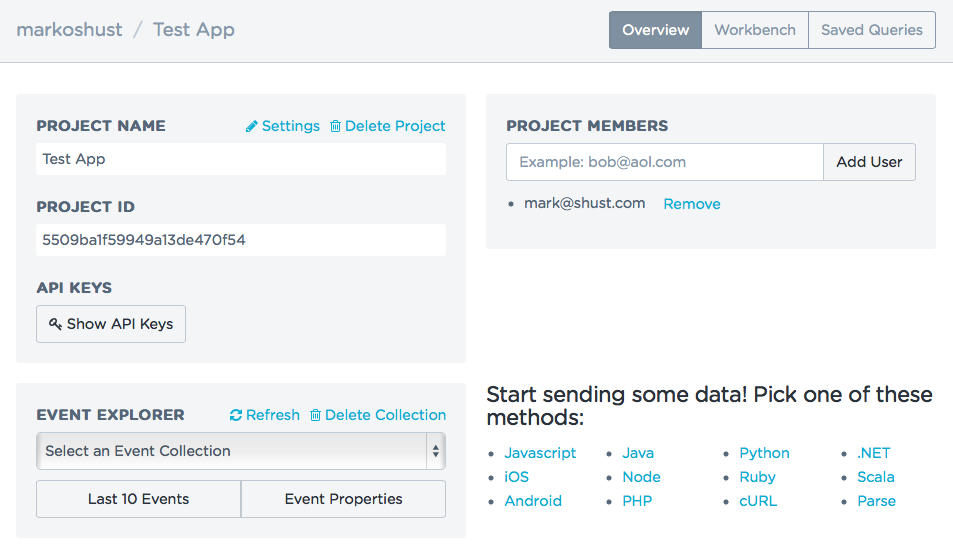 markoshust / Test App
Overview
Workbench
Saved Queries
PROJECT NAME
Settings
Delete Project
Test App
PROJECT ID
5509ba1f59949a13de470f54
API KEYS
Show API Keys
PROJECT MEMBERS
Example: bob@aol.com
Add User
• mark@shust.com Remove
EVENT EXPLORER
Refresh
Delete Collection
Select an Event Collection
Last 10 Events
Event Properties
Start sending some data! Pick one of these
methods:
• Javascript
• iOS
• Android
• Java
• Node
• PHP
• Python
• Ruby
• cURL
• .NET
• Scala
• Parse